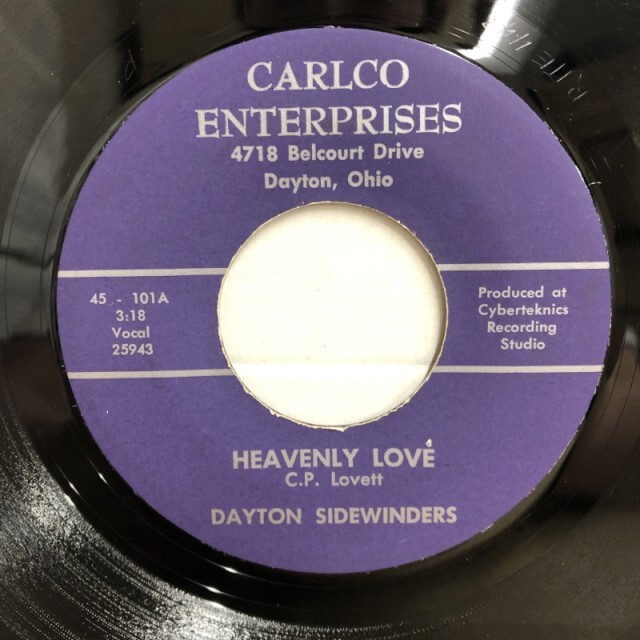 CARLCO
ENTERPRISES
4718 Belcourt Drive
Dayton, Ohio
45 - 101A
3:18
Vocal
25943
Produced at
Cyberteknics
Recording
Studio
HEAVENLY LOVE
C.P. Lovett
DAYTON SIDEWINDERS